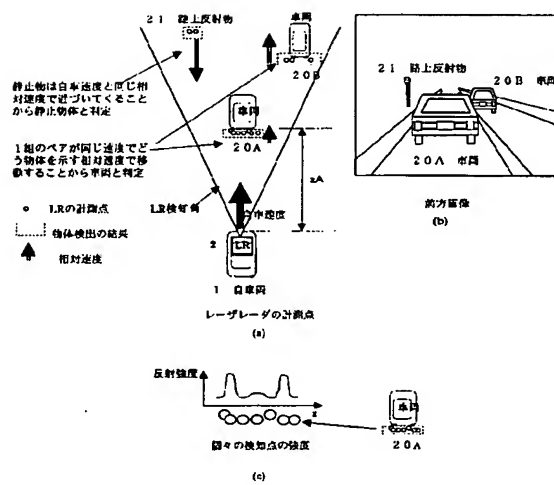 21 路上反射物
車両
20B
静止物は自車速度と同じ相
対速度で近づいてくること
から静止物体と判定
車両
20A
1組のペアが同じ速度でどう物体を示す相対速度で移
動することから車両と判定
zA
LR検知角
自車速度
LRの計測点
物体検出の結果
相対速度
2
LR
1 自車両
レーザレーダの計測点
(a)
21 路上反射物
20B 車両
20A 車両
前方画像
(b)
反射強度
x
個々の検知点の強度
(c)
車両
20A